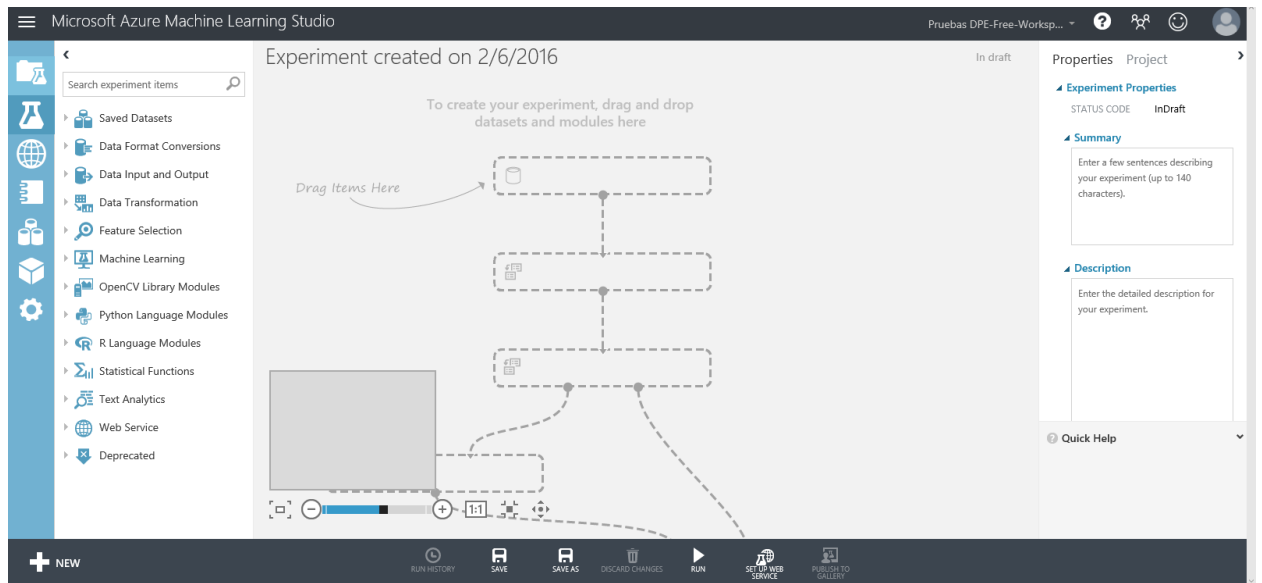 Microsoft Azure Machine Learning Studio
Pruebas DPE-Free-Worksp...
Search experiment items
Saved Datasets
Data Format Conversions
Data Input and Output
Data Transformation
Feature Selection
Machine Learning
OpenCV Library Modules
Python Language Modules
R Language Modules
Statistical Functions
Text Analytics
Web Service
Deprecated
Experiment created on 2/6/2016
In draft
To create your experiment, drag and drop
datasets and modules here
Drag Items Here
1:1
Properties Project
Experiment Properties
STATUS CODE InDraft
Summary
Enter a few sentences describing
your experiment (up to 140
characters).
Description
Enter the detailed description for
your experiment.
Quick Help
NEW
RUN HISTORY
SAVE
SAVE AS
DISCARD CHANGES
RUN
SET UP WEB
SERVICE
PUBLISH TO
GALLERY